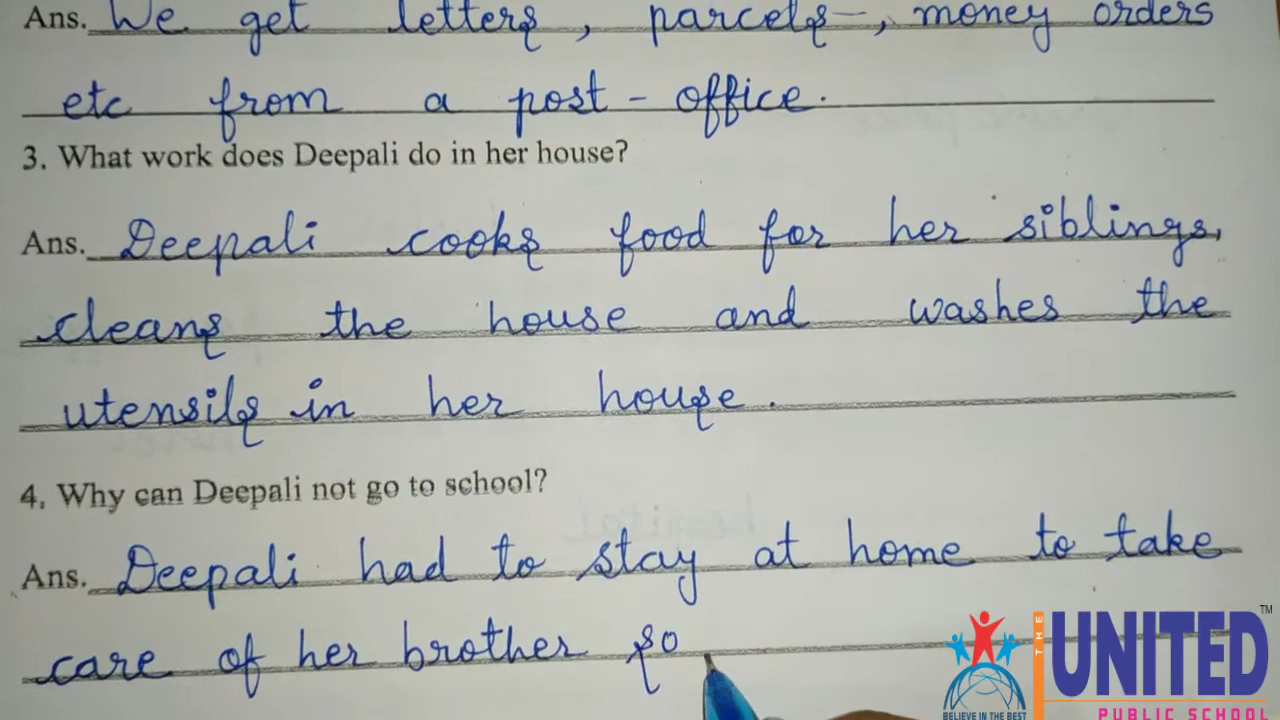 Ans. We get letters, parcels, money orders
etc from a post-office.
3. What work does Deepali do in her house?
Ans. Deepali cooks food for her siblings,
cleans the house and washes the
utensils in her house.
4. Why can Deepali not go to school?
Ans. Deepali had to stay at home to take
care of her brother so
THE UNITED TM
PUBLIC SCHOOL
BELIEVE IN THE BEST